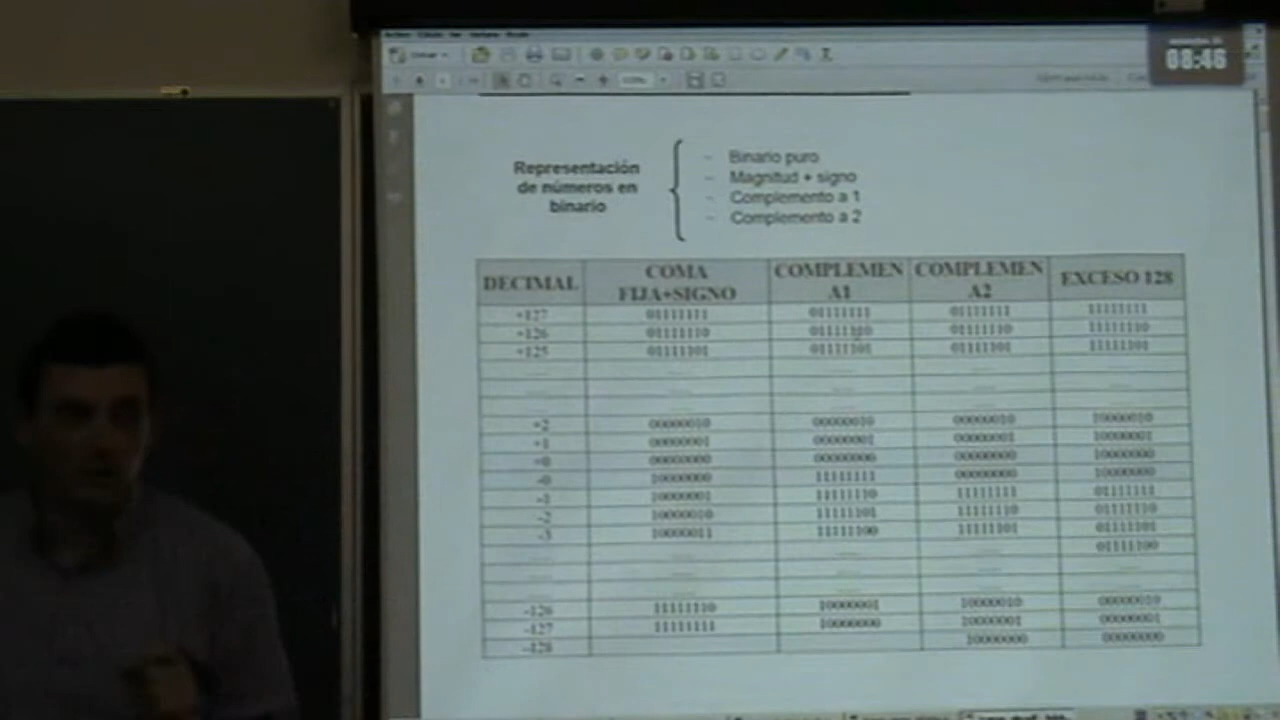 08:46
Representación
de números en
binario
- Binario puro
- Magnitud + signo
- Complemento a 1
- Complemento a 2
DECIMAL COMA FIJA+SIGNO COMPLEMEN A1 COMPLEMEN A2 EXCESO 128
+127 01111111 01111111 01111111 11111111
+126 01111110 01111110 01111110 11111110
+125 01111101 01111101 01111101 11111101
+2 00000010 00000010 00000010 10000010
+1 00000001 00000001 00000001 10000001
+0 00000000 00000000 00000000 10000000
-0 10000000 11111111 00000000 10000000
-1 10000001 11111110 11111111 01111111
-2 10000010 11111101 11111110 01111110
-3 10000011 11111100 11111101 01111101
01111100
-126 11111110 10000001 10000010 00000010
-127 11111111 10000000 10000001 00000001
-128 10000000 00000000